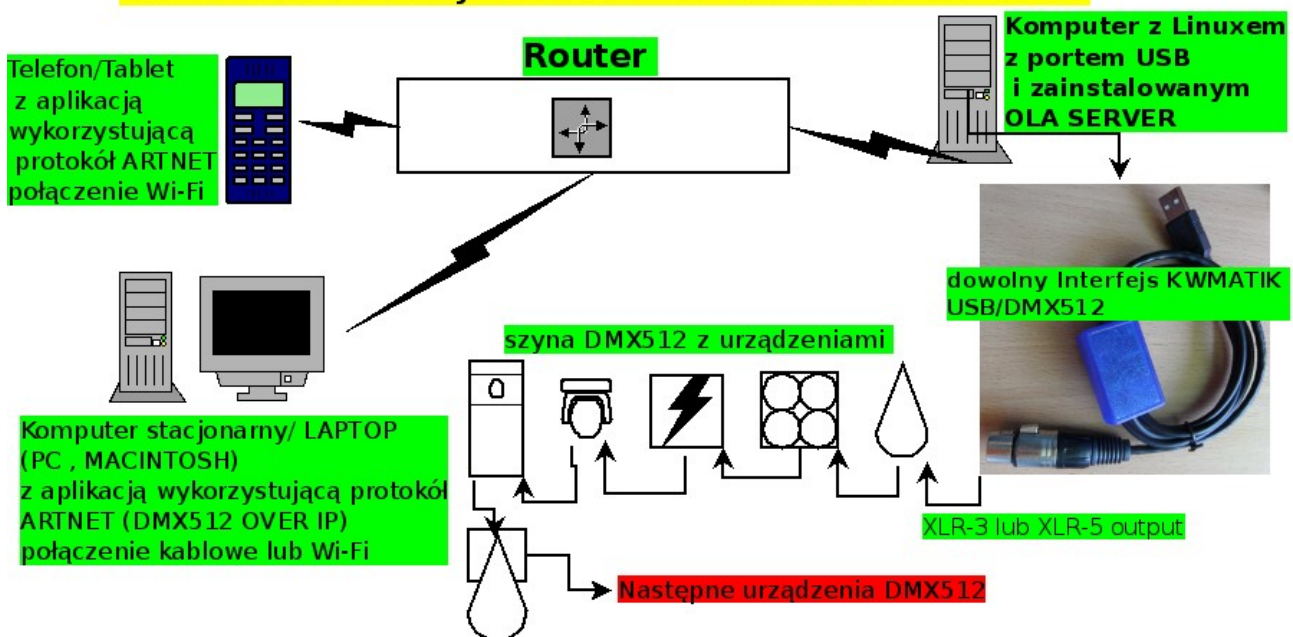 Router
Komputer z Linuxem
z portem USB
i zainstalowanym
OLA SERVER
Telefon/Tablet
z aplikacją
wykorzystującą
protokół ARTNET
połączenie Wi-Fi
dowolny Interfejs KWMATIK
USB/DMX512
szyna DMX512 z urządzeniami
Komputer stacjonarny/ LAPTOP
(PC , MACINTOSH)
z aplikacją wykorzystującą protokół
ARTNET (DMX512 OVER IP)
połączenie kablowe lub Wi-Fi
XLR-3 lub XLR-5 output
Następne urządzenia DMX512